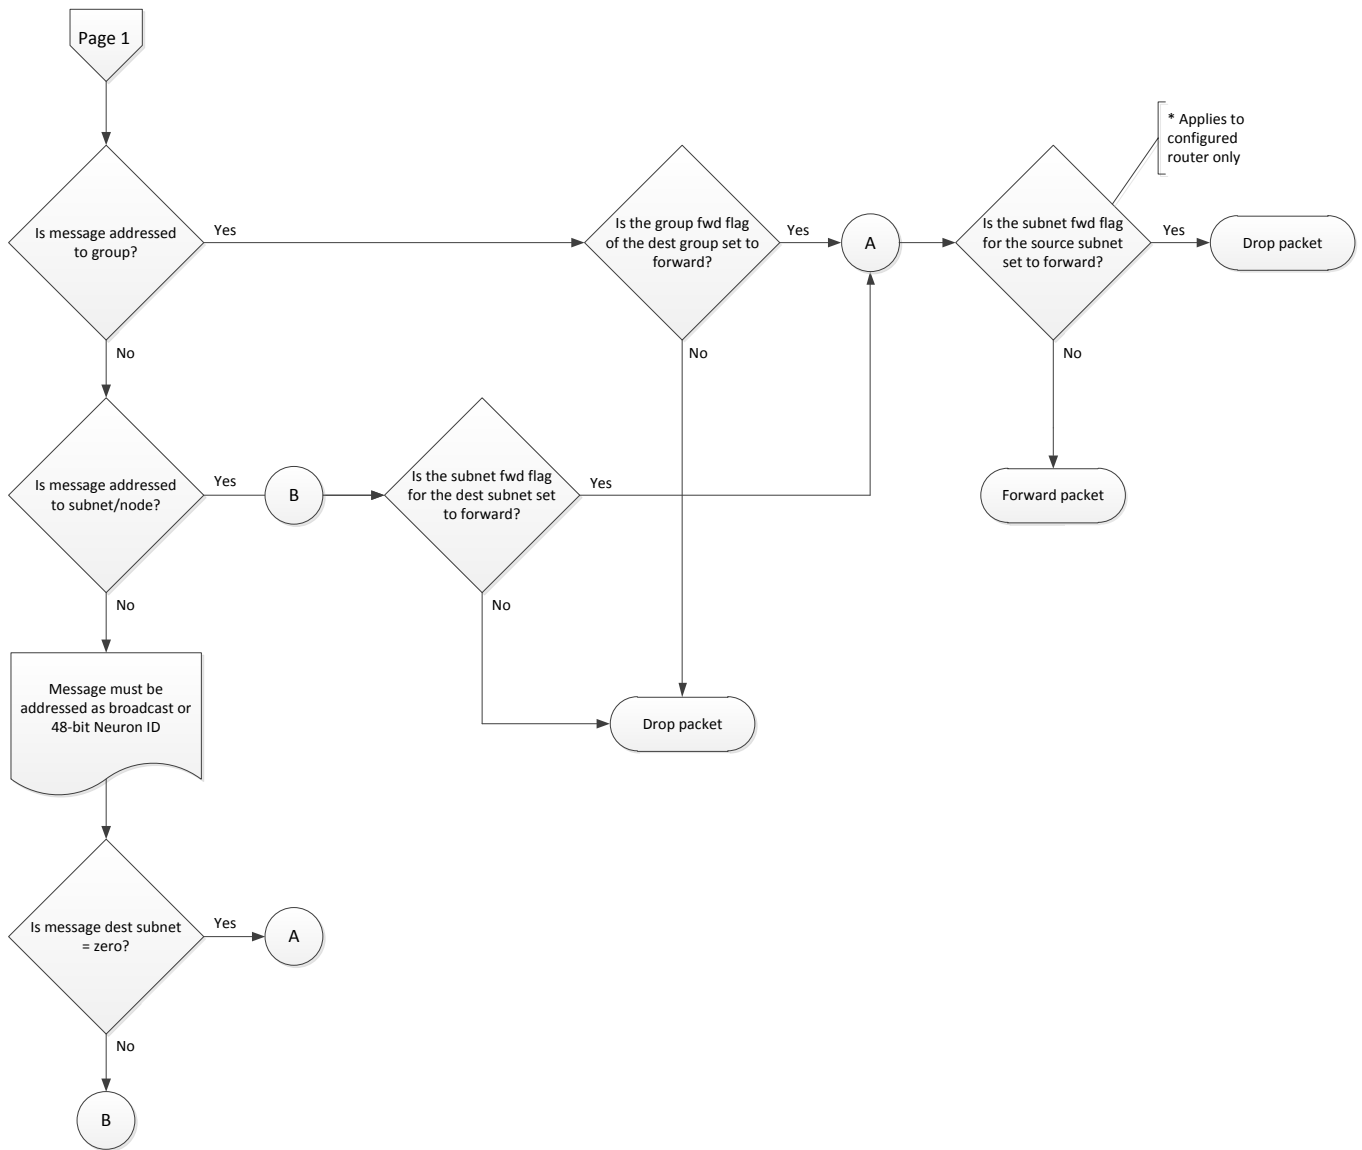 Page 1
* Applies to
configured
router only
Is message addressed
to group?
Yes
No
Is the group fwd flag
of the dest group set to
forward?
Yes
No
A
Is the subnet fwd flag
for the source subnet
set to forward?
Yes
No
Drop packet
Forward packet
Is message addressed
to subnet/node?
Yes
No
B
Is the subnet fwd flag
for the dest subnet set
to forward?
Yes
No
Drop packet
Message must be
addressed as broadcast or
48-bit Neuron ID
Is message dest subnet
= zero?
Yes
A
No
B